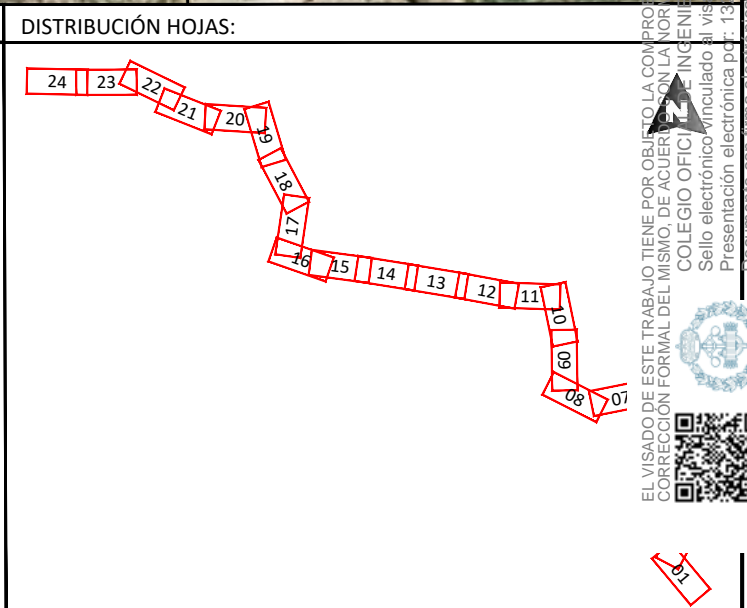 DISTRIBUCIÓN HOJAS:
24
23
22
21
20
19
18
17
16
15
14
13
12
11
10
09
08
07
01
N
EL VISADO DE ESTE TRABAJO TIENE POR OBJETO LA COMPRO
CORRECCIÓN FORMAL DEL MISMO, DE ACUERDO CON LA NOR
COLEGIO OFICI DE INGENIE
Sello electrónico vinculado al vis
Presentación electrónica por: 13